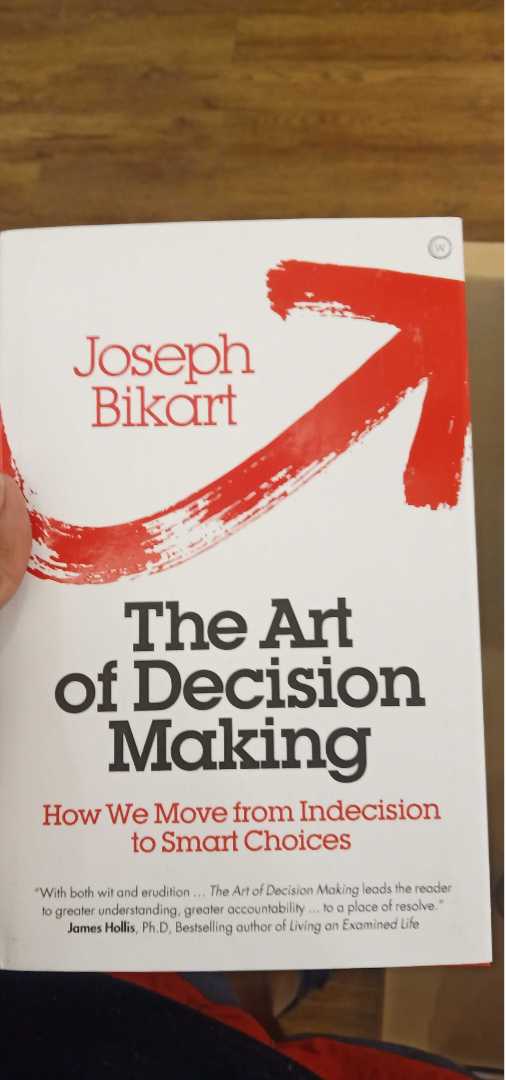 W
Joseph
Bikart
The Art
of Decision
Making
How We Move from Indecision
to Smart Choices
“With both wit and erudition ... The Art of Decision Making leads the reader
to greater understanding, greater accountability ... to a place of resolve.”
James Hollis, Ph.D, Bestselling author of Living an Examined Life